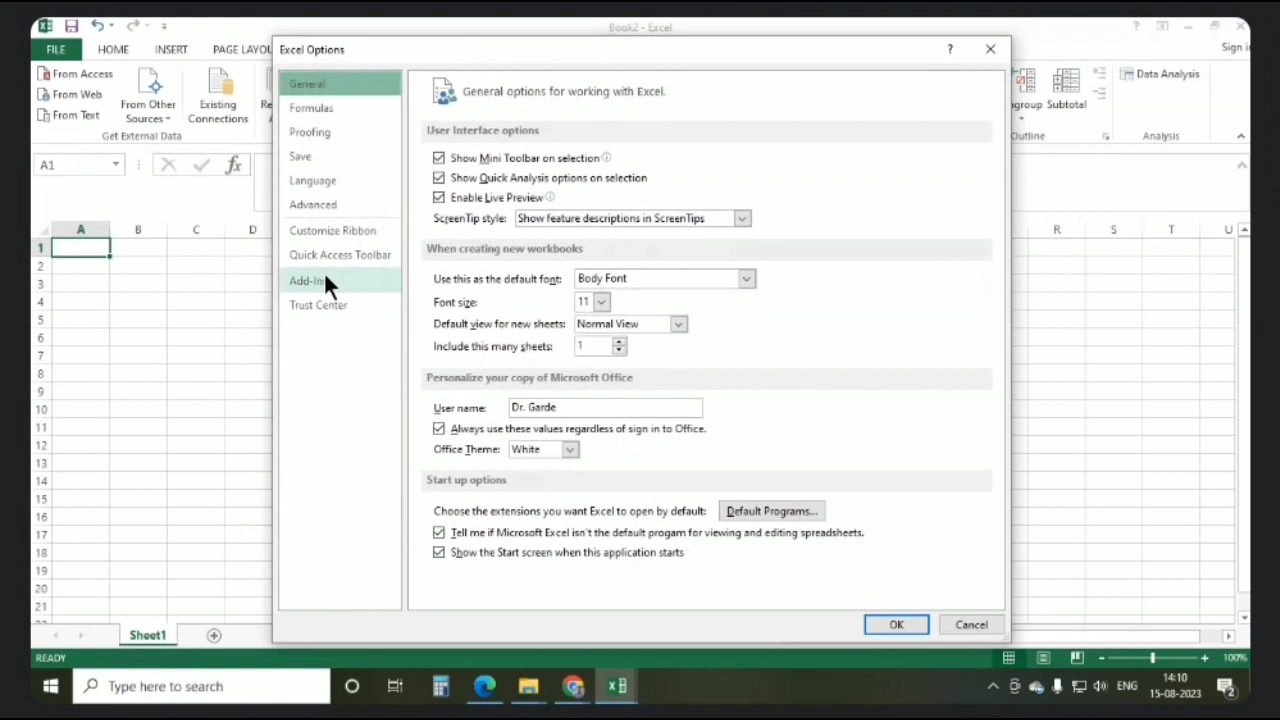 Book2 - Excel
FILE HOME INSERT PAGE LAYOU
Sign i
From Access
From Web
From Text
From Other Sources
Existing Connections
Get External Data
Subtotal
Outline
Data Analysis
Analysis
A1
fx
A B C D R S T U
1
2
3
4
5
6
7
8
9
10
11
12
13
14
15
16
17
18
19
20
21
Excel Options
General
Formulas
Proofing
Save
Language
Advanced
Customize Ribbon
Quick Access Toolbar
Add-In
Trust Center
General options for working with Excel.
User Interface options
Show Mini Toolbar on selection
Show Quick Analysis options on selection
Enable Live Preview
ScreenTip style: Show feature descriptions in ScreenTips
When creating new workbooks
Use this as the default font: Body Font
Font size: 11
Default view for new sheets: Normal View
Include this many sheets: 1
Personalize your copy of Microsoft Office
User name: Dr. Garde
Always use these values regardless of sign in to Office.
Office Theme: White
Start up options
Choose the extensions you want Excel to open by default: Default Programs...
Tell me if Microsoft Excel isn't the default progam for viewing and editing spreadsheets.
Show the Start screen when this application starts
OK Cancel
Sheet1
READY
100%
Type here to search
ENG
14:10
15-08-2023
2